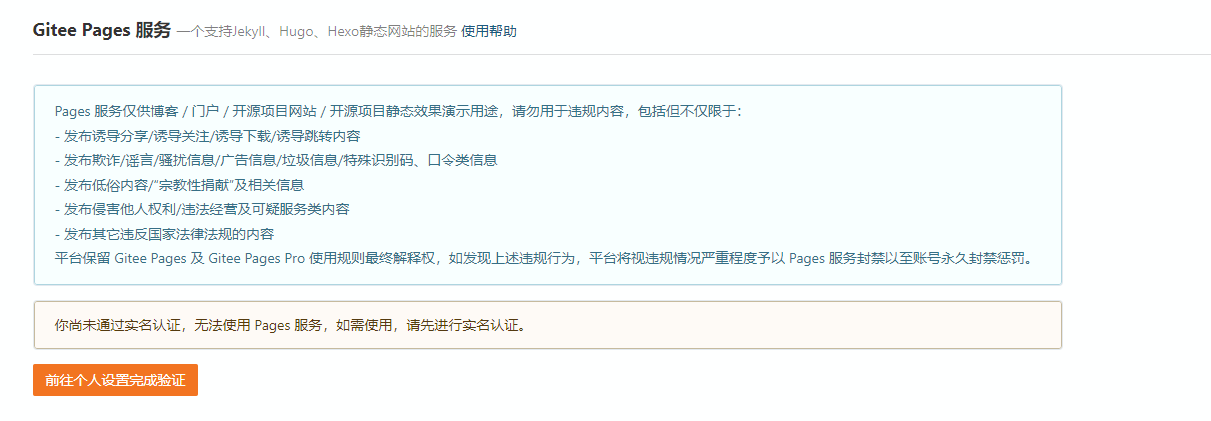 Gitee Pages 服务 一个支持Jekyll、Hugo、Hexo静态网站的服务 使用帮助
Pages 服务仅供博客 / 门户 / 开源项目网站 / 开源项目静态效果演示用途，请勿用于违规内容，包括但不仅限于：
- 发布诱导分享/诱导关注/诱导下载/诱导跳转内容
- 发布欺诈/谣言/骚扰信息/广告信息/垃圾信息/特殊识别码、口令类信息
- 发布低俗内容/"宗教性捐献"及相关信息
- 发布侵害他人权利/违法经营及可疑服务类内容
- 发布其它违反国家法律法规的内容
平台保留 Gitee Pages 及 Gitee Pages Pro 使用规则最终解释权，如发现上述违规行为，平台将视违规情况严重程度予以 Pages 服务封禁以至账号永久封禁惩罚。
你尚未通过实名认证，无法使用 Pages 服务，如需使用，请先进行实名认证。
前往个人设置完成验证